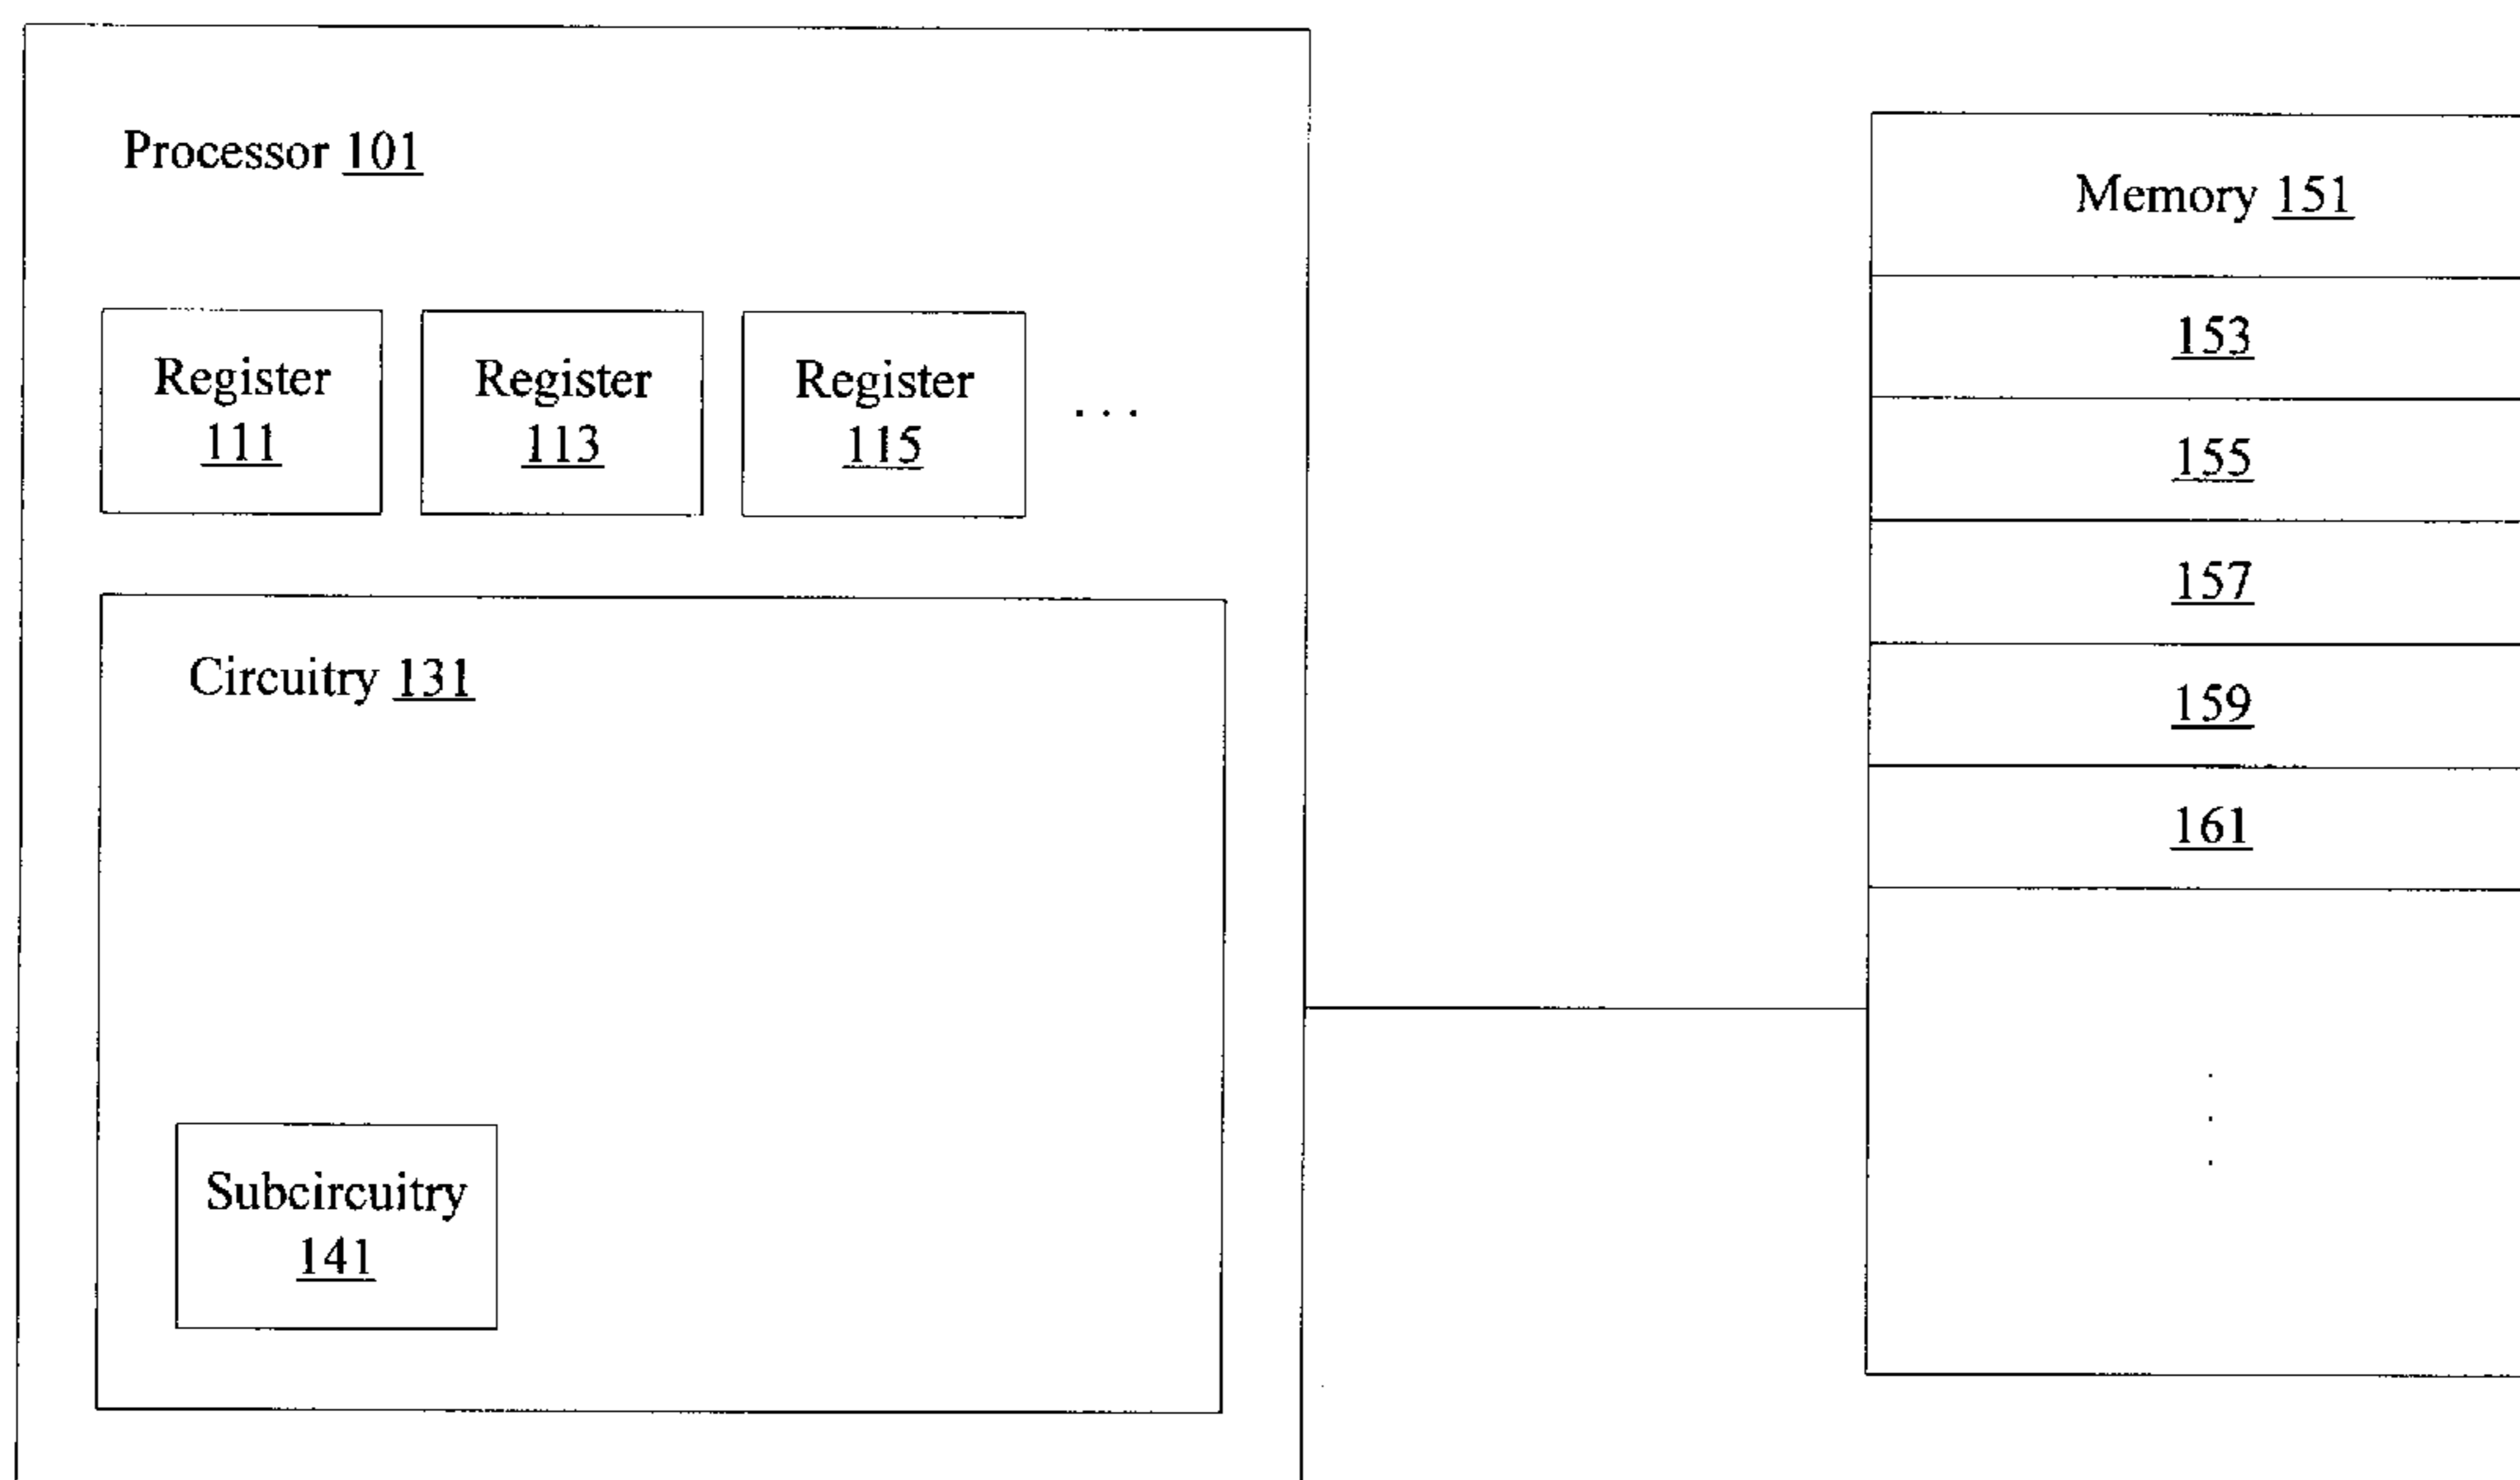 Processor 101
Register
111
Register
113
Register
115
...
Circuitry 131
Subcircuitry
141
Memory 151
153
155
157
159
161
.
.
.